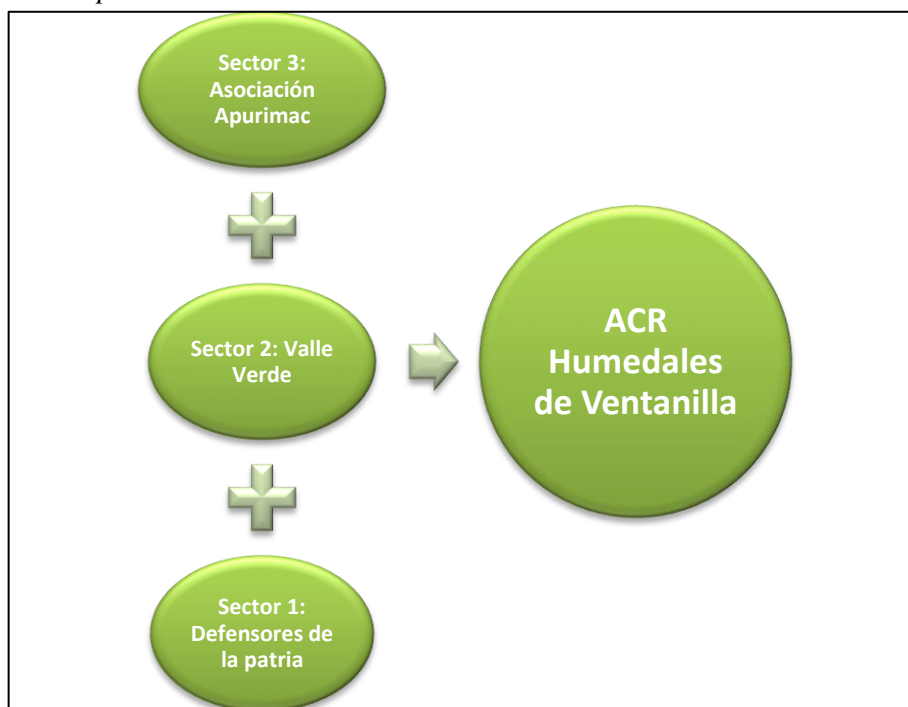 Sector 3:
Asociación
Apurimac
Sector 2: Valle
Verde
ACR
Humedales
de Ventanilla
Sector 1:
Defensores de
la patria